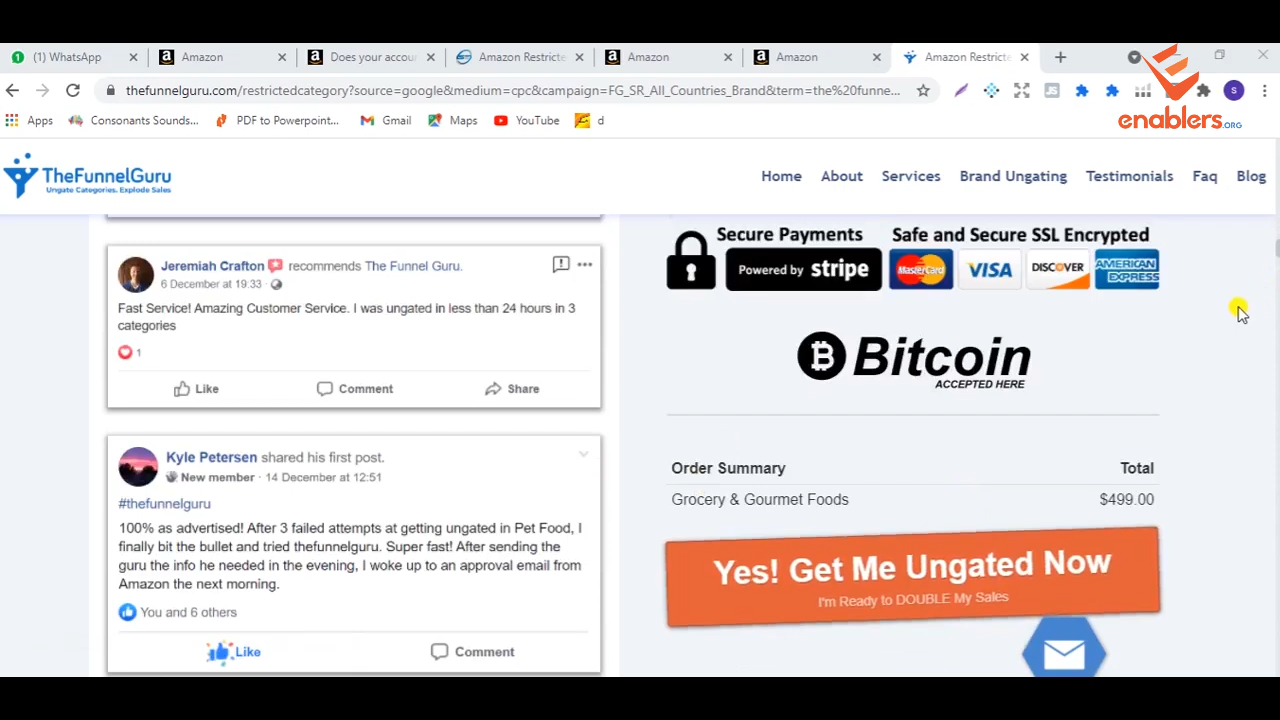 (1) WhatsApp
Amazon
Does your accou
Amazon Restricte
Amazon
Amazon
Amazon Restricte
thefunnelguru.com/restrictedcategory?source=google&medium=cpc&campaign=FG_SR_All_Countries_Brand&term=the%20funne...
JS
S
enablers.ORG
Apps
Consonants Sounds...
PDF to Powerpoint...
Gmail
Maps
YouTube
d
TheFunnelGuru
Ungate Categories. Explode Sales
Home
About
Services
Brand Ungating
Testimonials
Faq
Blog
Jeremiah Crafton recommends The Funnel Guru.
6 December at 19.33
Fast Service! Amazing Customer Service. I was ungated in less than 24 hours in 3
categories
1
Like
Comment
Share
Kyle Petersen shared his first post.
New member · 14 December at 12:51
#thefunnelguru
100% as advertised! After 3 failed attempts at getting ungated in Pet Food, I
finally bit the bullet and tried thefunnelguru. Super fast! After sending the
guru the info he needed in the evening, I woke up to an approval email from
Amazon the next morning.
You and 6 others
Like
Comment
Secure Payments
Safe and Secure SSL Encrypted
Powered by stripe
MasterCard
VISA
DISCOVER
AMERICAN EXPRESS
Bitcoin
ACCEPTED HERE
Order Summary
Total
Grocery & Gourmet Foods
$499.00
Yes! Get Me Ungated Now
I'm Ready to DOUBLE My Sales